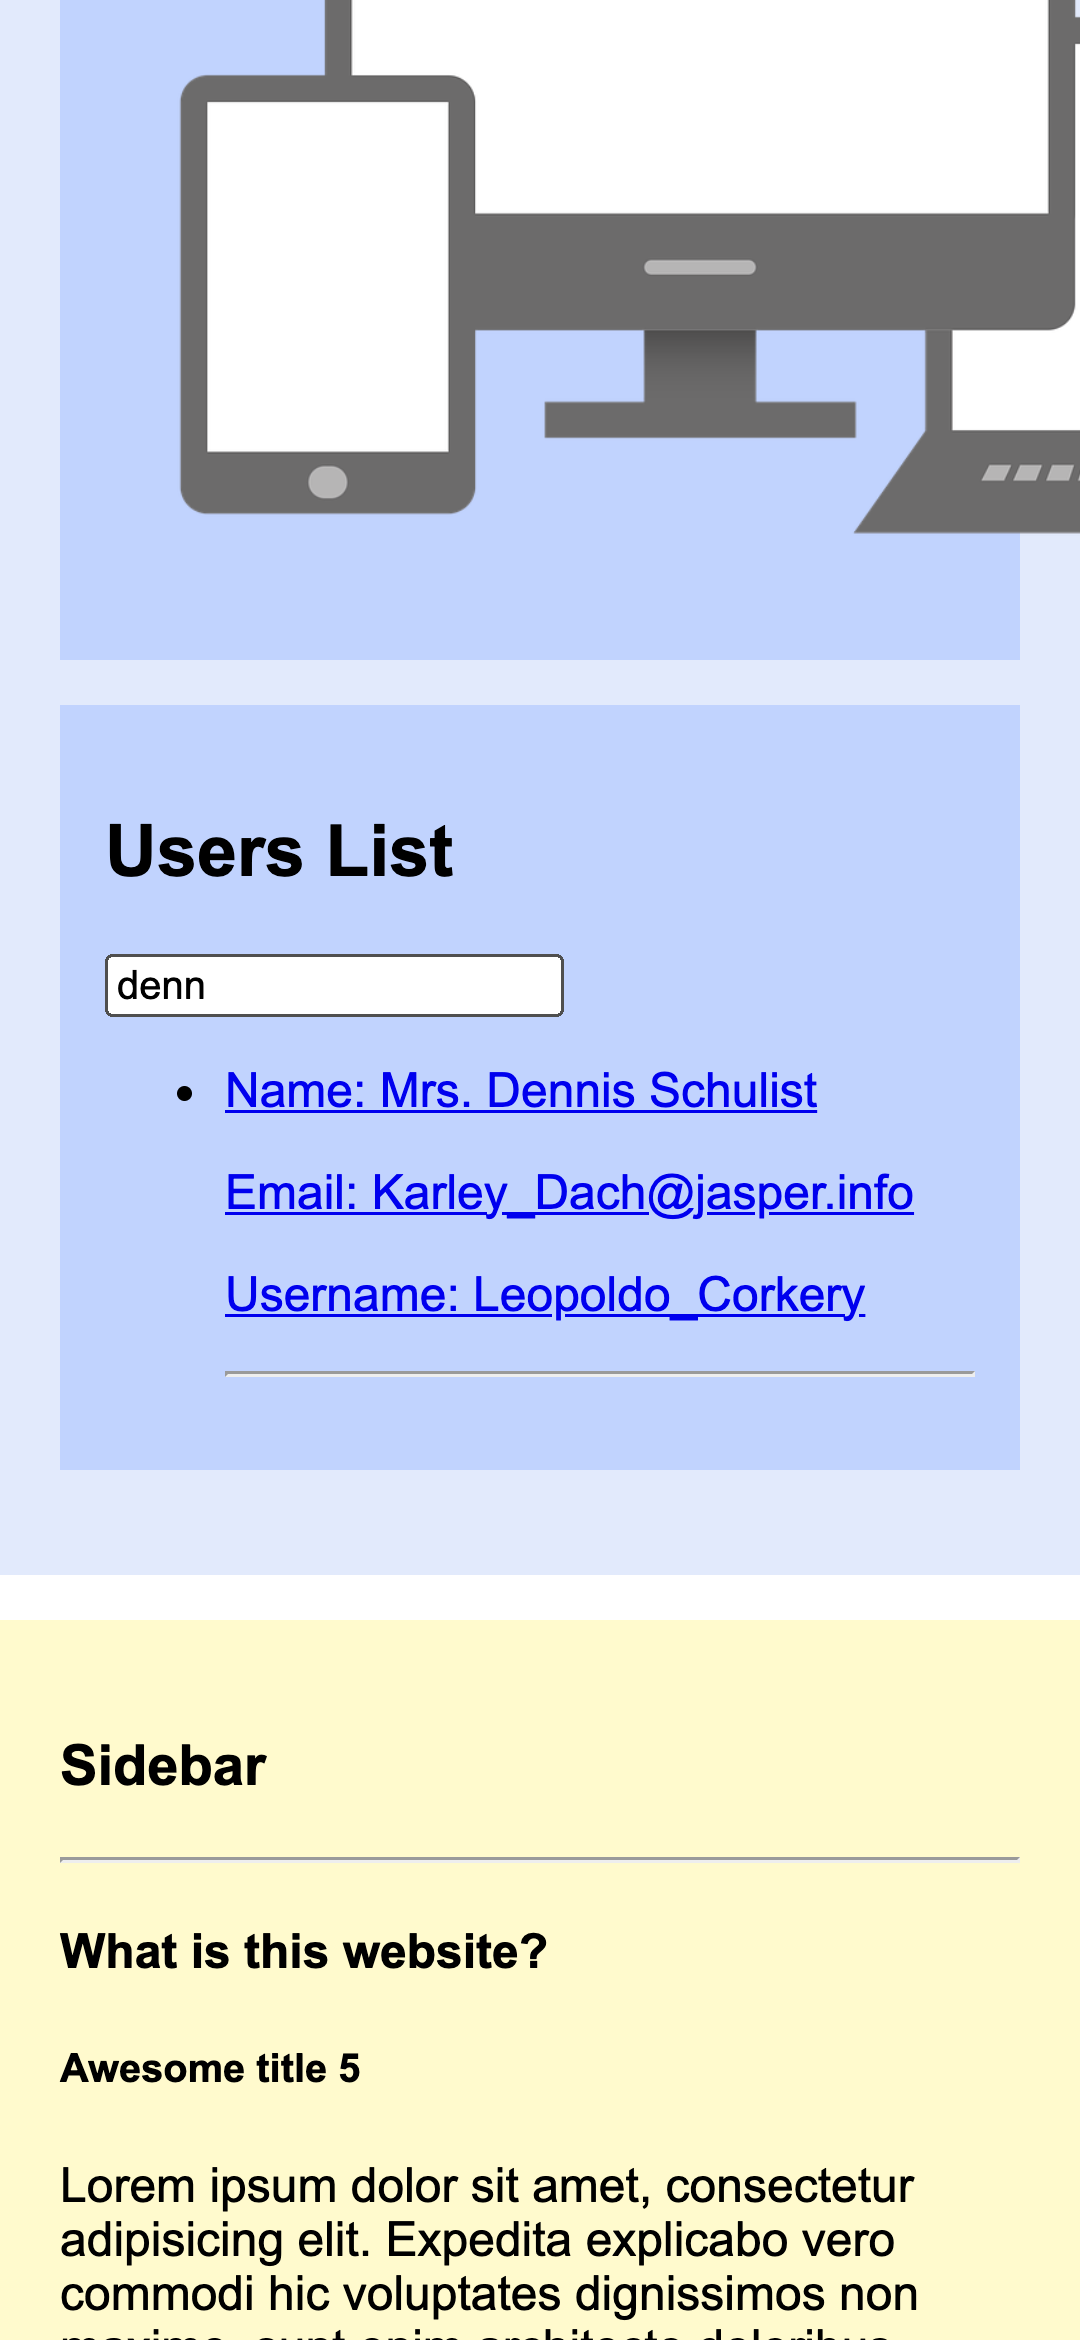 Users List
denn
Name: Mrs. Dennis Schulist
Email: Karley_Dach@jasper.info
Username: Leopoldo_Corkery
Sidebar
What is this website?
Awesome title 5
Lorem ipsum dolor sit amet, consectetur
adipisicing elit. Expedita explicabo vero
commodi hic voluptates dignissimos non